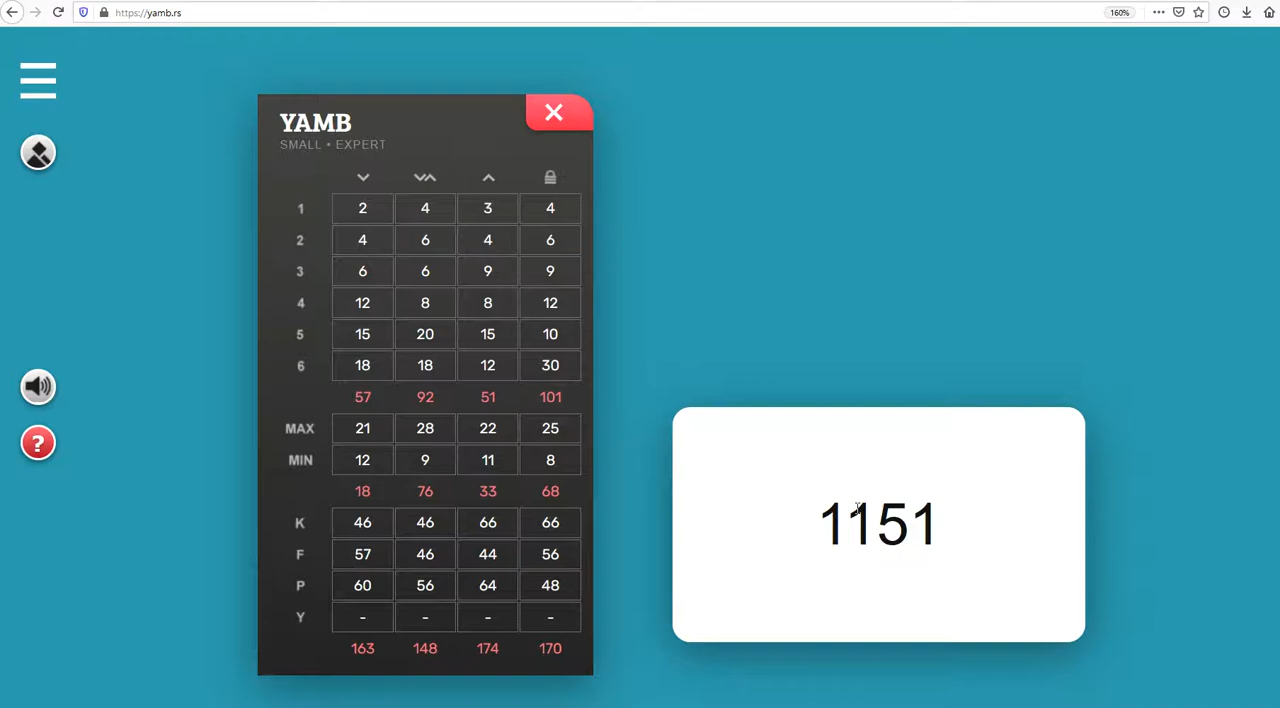 https://yamb.rs 160%
YAMB
SMALL • EXPERT
1 2 4 3 4
2 4 6 4 6
3 6 6 9 9
4 12 8 8 12
5 15 20 15 10
6 18 18 12 30
57 92 51 101
MAX 21 28 22 25
MIN 12 9 11 8
18 76 33 68
K 46 46 66 66
F 57 46 44 56
P 60 56 64 48
Y - - - -
163 148 174 170
?
1151